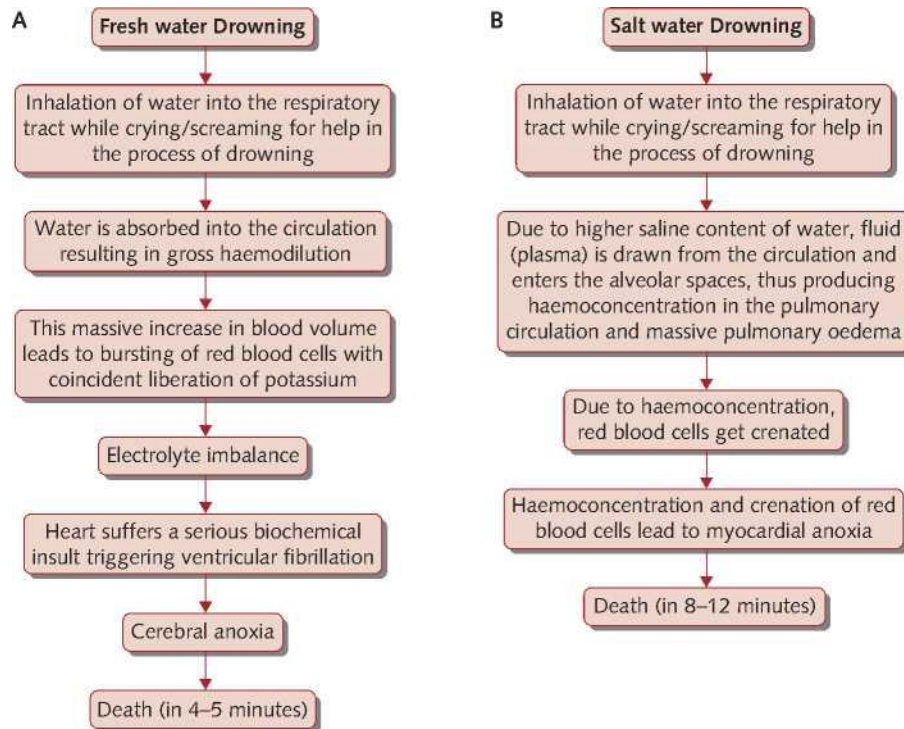 A
Fresh water Drowning
Inhalation of water into the respiratory
tract while crying/screaming for help in
the process of drowning
Water is absorbed into the circulation
resulting in gross haemodilution
This massive increase in blood volume
leads to bursting of red blood cells with
coincident liberation of potassium
Electrolyte imbalance
Heart suffers a serious biochemical
insult triggering ventricular fibrillation
Cerebral anoxia
Death (in 4–5 minutes)
B
Salt water Drowning
Inhalation of water into the respiratory
tract while crying/screaming for help in
the process of drowning
Due to higher saline content of water, fluid
(plasma) is drawn from the circulation and
enters the alveolar spaces, thus producing
haemoconcentration in the pulmonary
circulation and massive pulmonary oedema
Due to haemoconcentration,
red blood cells get crenated
Haemoconcentration and crenation of red
blood cells lead to myocardial anoxia
Death (in 8–12 minutes)